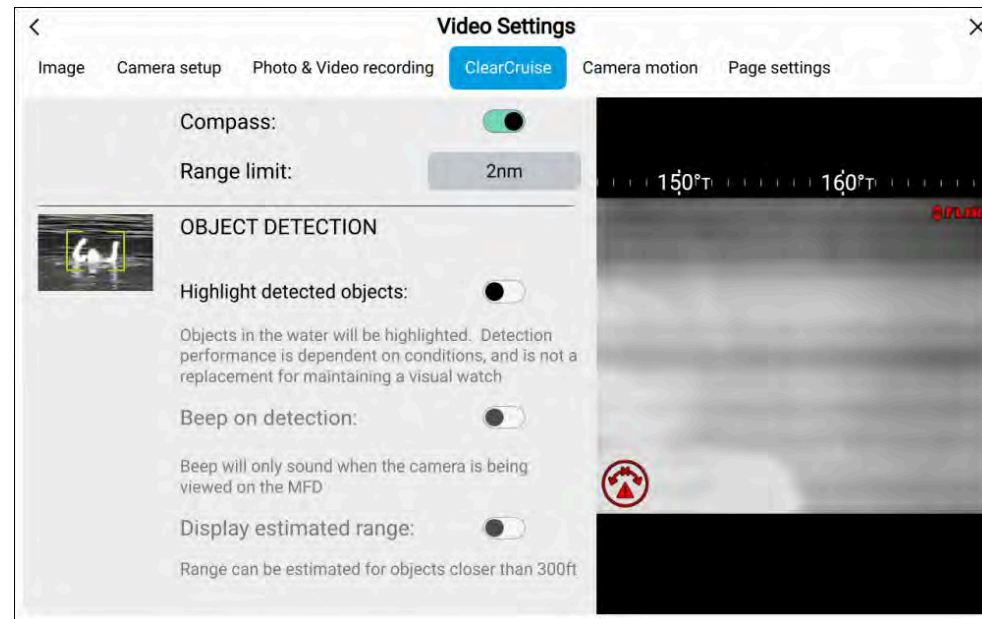 Video Settings
Image Camera setup Photo & Video recording ClearCruise Camera motion Page settings
Compass:
Range limit: 2nm
150°T 160°T
FLIR
OBJECT DETECTION
Highlight detected objects:
Objects in the water will be highlighted. Detection
performance is dependent on conditions, and is not a
replacement for maintaining a visual watch
Beep on detection:
Beep will only sound when the camera is being
viewed on the MFD
Display estimated range:
Range can be estimated for objects closer than 300ft